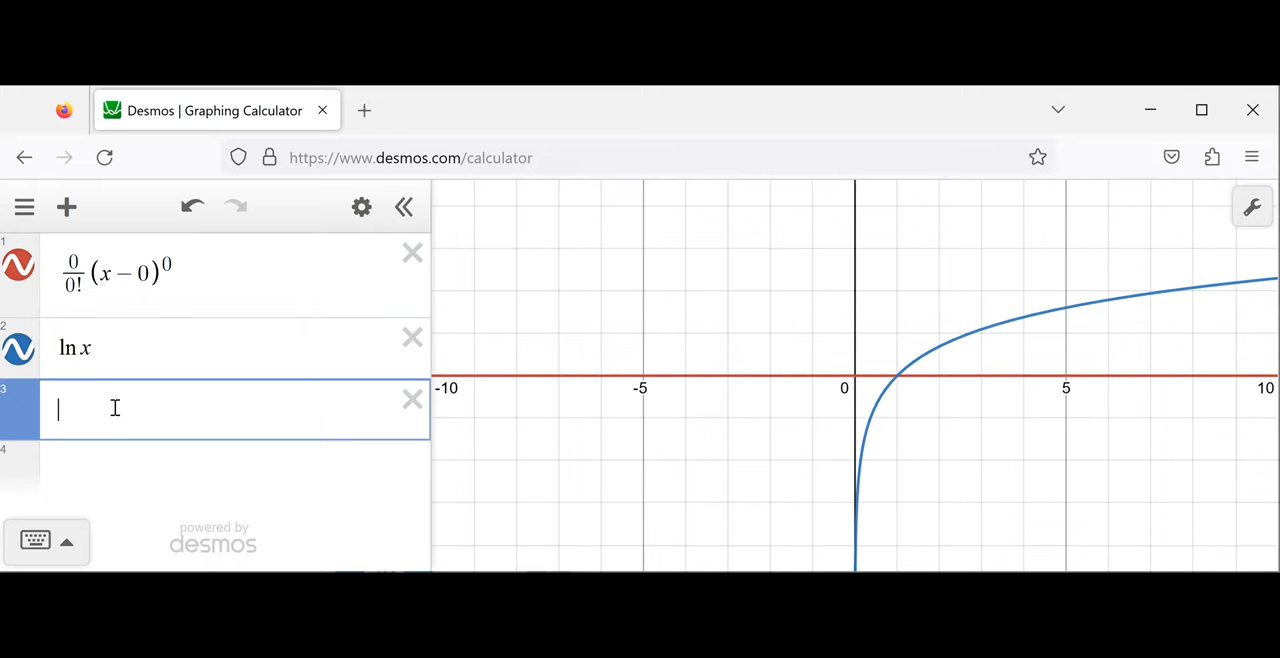 Desmos | Graphing Calculator
https://www.desmos.com/calculator
1
0/0! (x − 0)^0
2
ln x
3
4
-10 -5 0 5 10
powered by
desmos